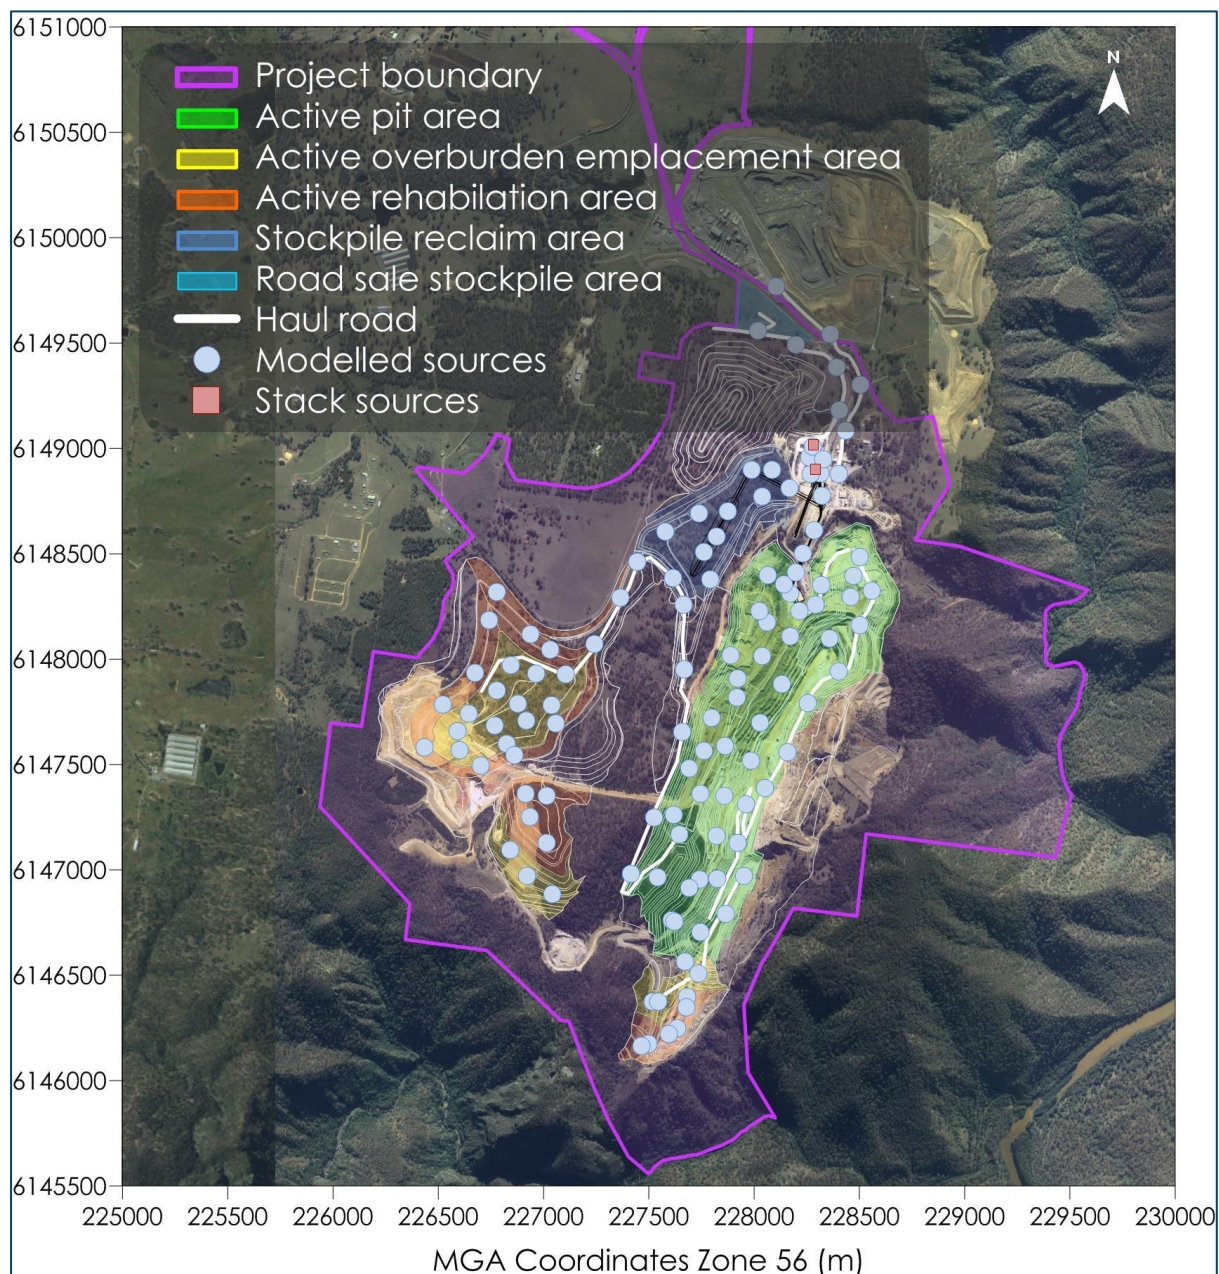 6151000
N
Project boundary
Active pit area
6150500
Active overburden emplacement area
Active rehabilation area
6150000
Stockpile reclaim area
Road sale stockpile area
Haul road
6149500
Modelled sources
Stack sources
6149000
6148500
6148000
6147500
6147000
6146500
6146000
6145500
225000 225500 226000 226500 227000 227500 228000 228500 229000 229500 230000
MGA Coordinates Zone 56 (m)